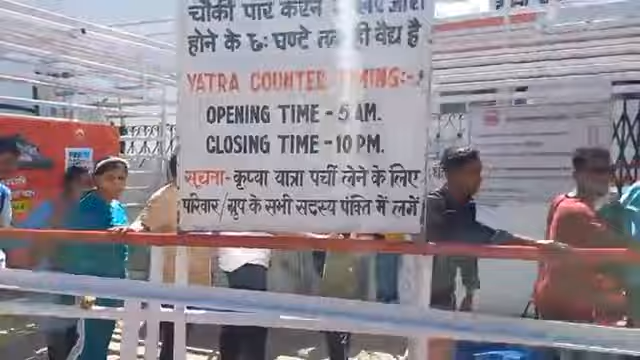 चौकी पार करने के लिए जारी
होने के 6: घण्टे तक ही वैद्य है
YATRA COUNTER TIMING:-
OPENING TIME - 5 AM.
CLOSING TIME - 10 PM.
सूचना- कृप्या यात्रा पर्ची लेने के लिए
परिवार/ग्रुप के सभी सदस्य पंक्ति में लगें